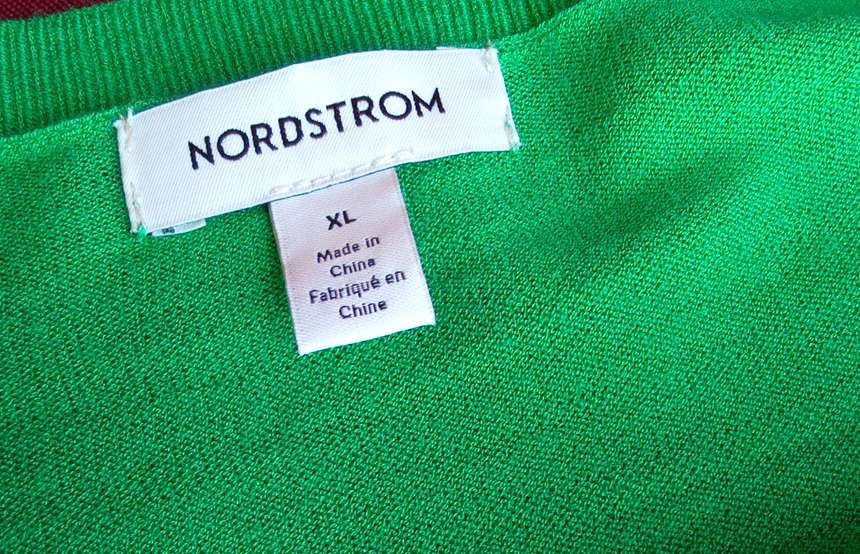 NORDSTROM
XL
Made in
China
Fabriqué en
Chine